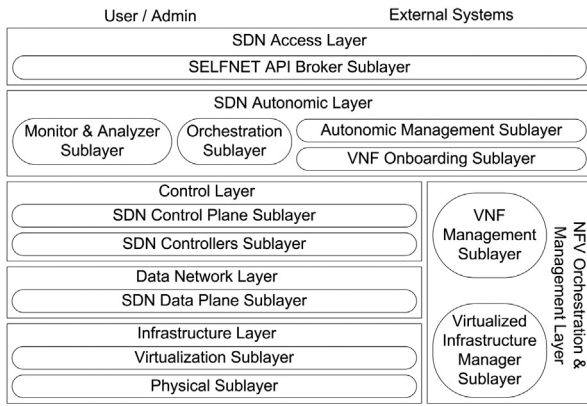 User / Admin
External Systems
SDN Access Layer
SELFNET API Broker Sublayer
SDN Autonomic Layer
Monitor & Analyzer
Sublayer
Orchestration
Sublayer
Autonomic Management Sublayer
VNF Onboarding Sublayer
Control Layer
SDN Control Plane Sublayer
SDN Controllers Sublayer
Data Network Layer
SDN Data Plane Sublayer
Infrastructure Layer
Virtualization Sublayer
Physical Sublayer
VNF
Management
Sublayer
Virtualized
Infrastructure
Manager
Sublayer
NFV Orchestration &
Management Layer